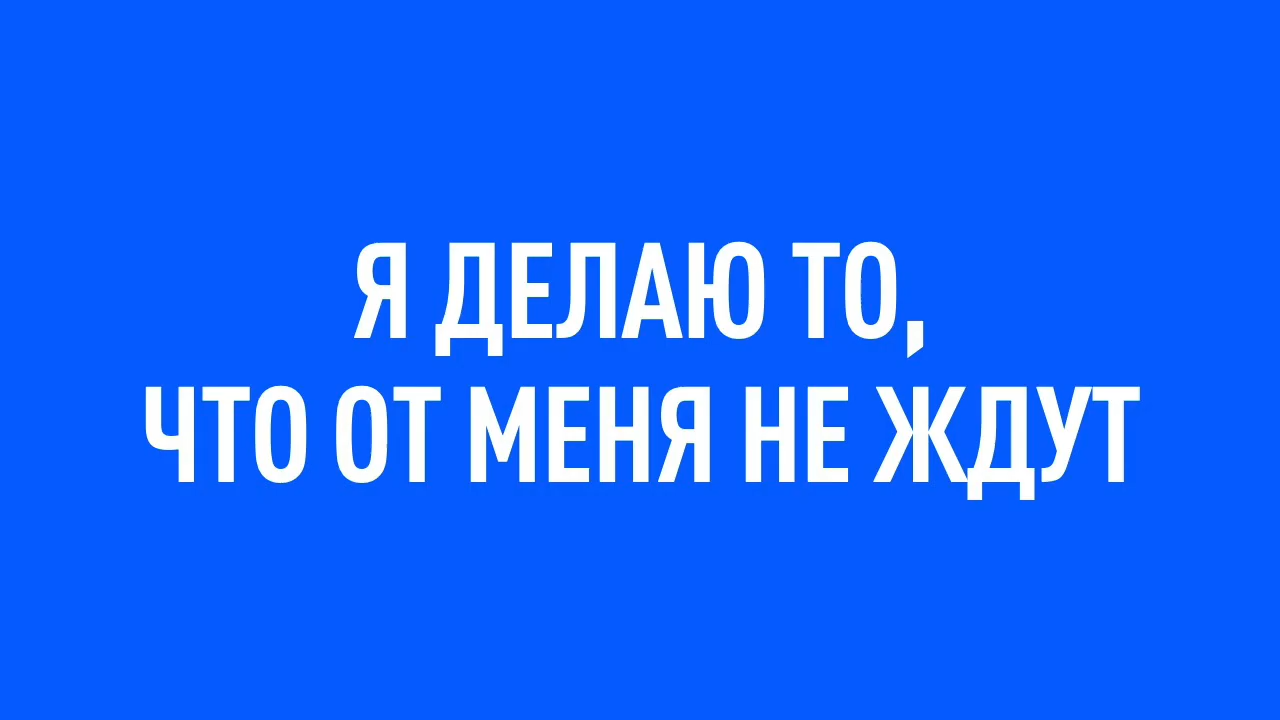 Я ДЕЛАЮ ТО,
ЧТО ОТ МЕНЯ НЕ ЖДУТ